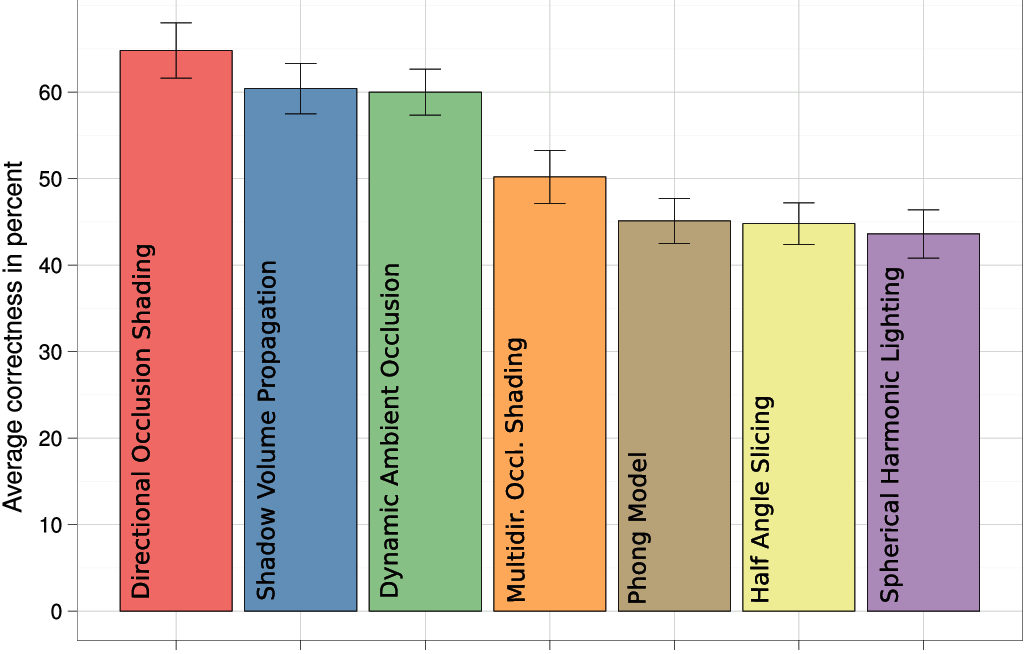 Average correctness in percent
60
50
40
30
20
10
0
Directional Occlusion Shading
Shadow Volume Propagation
Dynamic Ambient Occlusion
Multidir. Occl. Shading
Phong Model
Half Angle Slicing
Spherical Harmonic Lighting